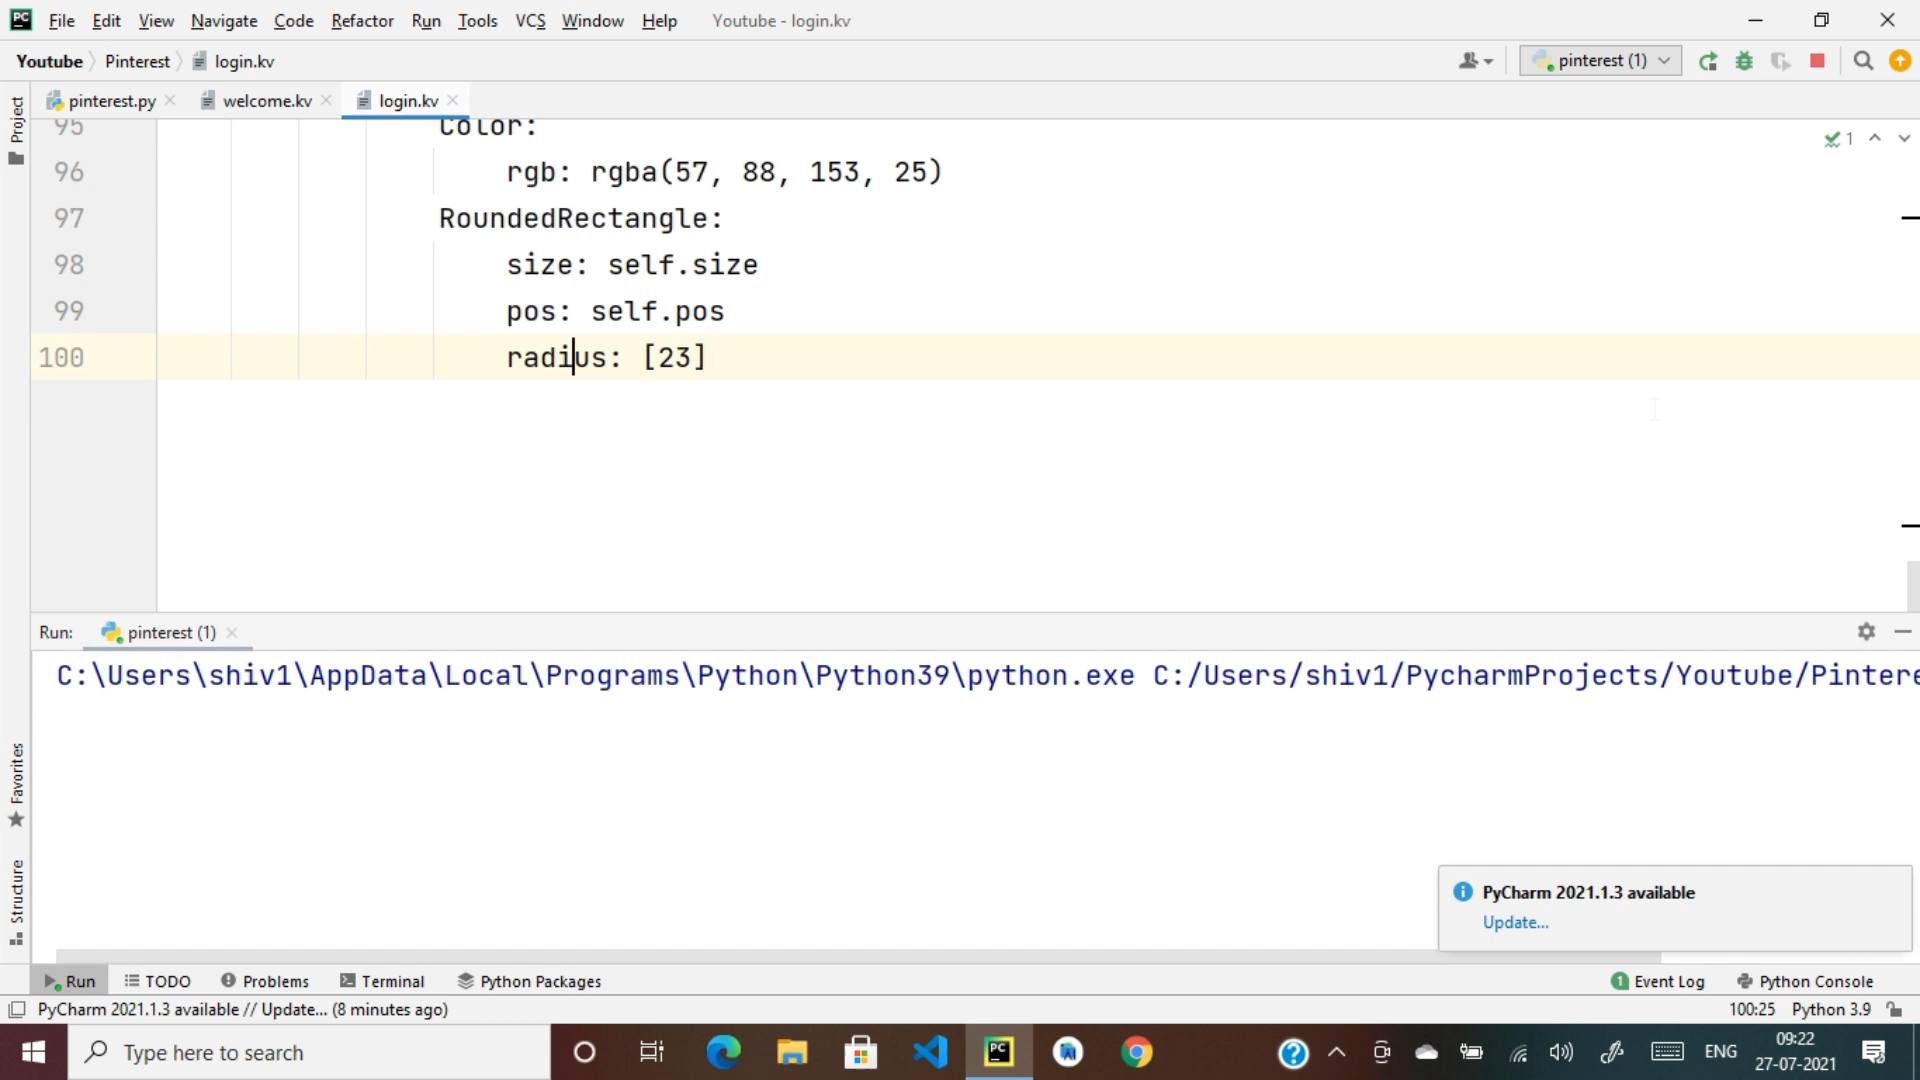 PC File Edit View Navigate Code Refactor Run Tools VCS Window Help Youtube - login.kv
Youtube Pinterest login.kv pinterest (1)
pinterest.py welcome.kv login.kv
Project
95 Color:
1
96 rgb: rgba(57, 88, 153, 25)
97 RoundedRectangle:
98 size: self.size
99 pos: self.pos
100 radius: [23]
Run: pinterest (1)
C:\Users\shiv1\AppData\Local\Programs\Python\Python39\python.exe C:/Users/shiv1/PycharmProjects/Youtube/Pintere
Favorites
Structure
PyCharm 2021.1.3 available
Update...
Run TODO Problems Terminal Python Packages 1 Event Log Python Console
PyCharm 2021.1.3 available // Update... (8 minutes ago) 100:25 Python 3.9
Type here to search PC ENG 09:22
27-07-2021